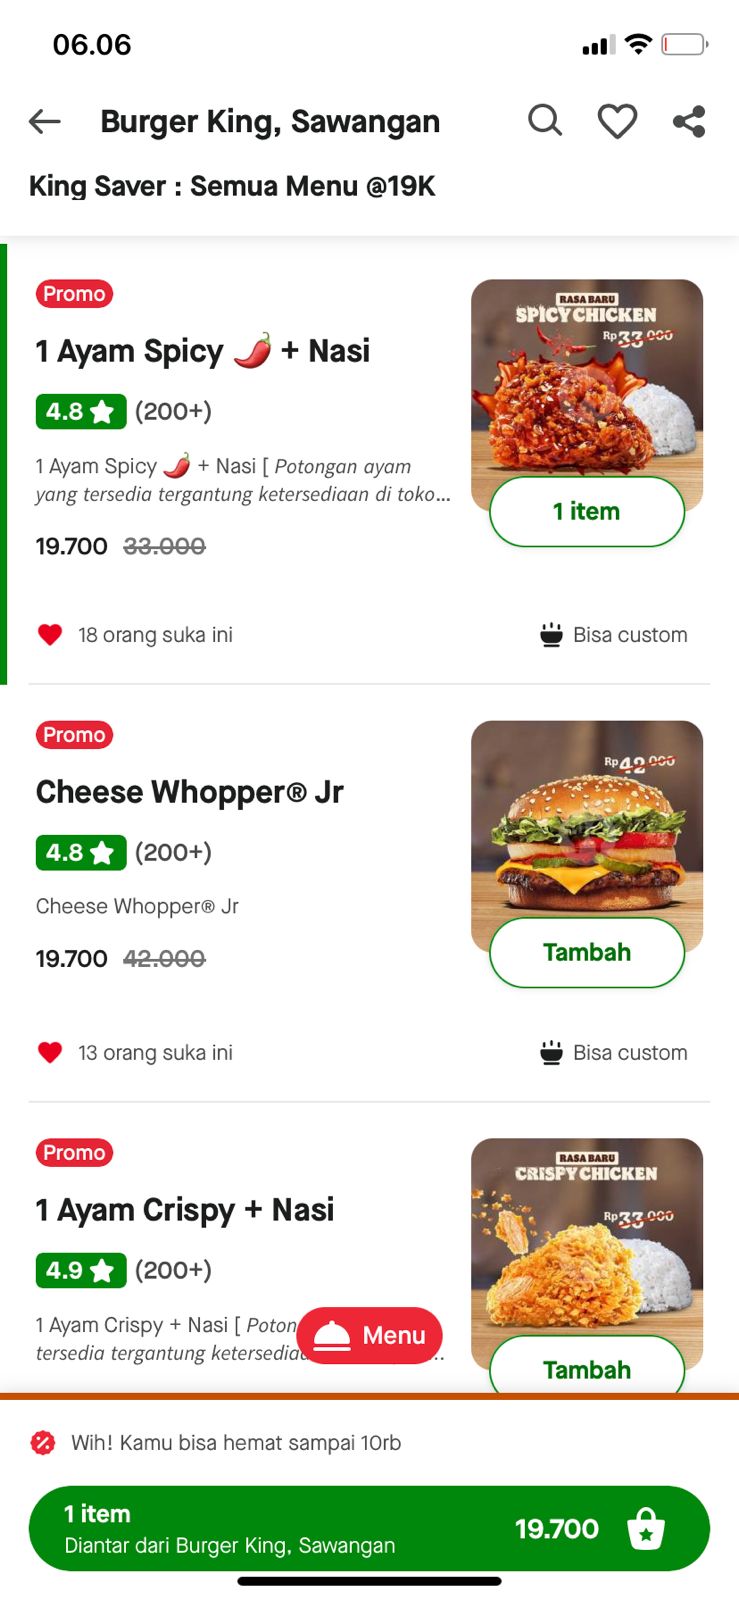 06.06
Burger King, Sawangan
King Saver : Semua Menu @19K
Promo
1 Ayam Spicy 🌶️ + Nasi
4.8 ★ (200+)
1 Ayam Spicy 🌶️ + Nasi [ Potongan ayam
yang tersedia tergantung ketersediaan di toko...
19.700 33.000
RASA BARU
SPICY CHICKEN
Rp33.000
1 item
18 orang suka ini
Bisa custom
Promo
Cheese Whopper® Jr
4.8 ★ (200+)
Cheese Whopper® Jr
19.700 42.000
Rp42.000
Tambah
13 orang suka ini
Bisa custom
Promo
1 Ayam Crispy + Nasi
4.9 ★ (200+)
1 Ayam Crispy + Nasi [
tersedia tergantung
RASA BARU
CRISPY CHICKEN
Rp33.000
Tambah
Menu
Wih! Kamu bisa hemat sampai 10rb
1 item
Diantar dari Burger King, Sawangan
19.700